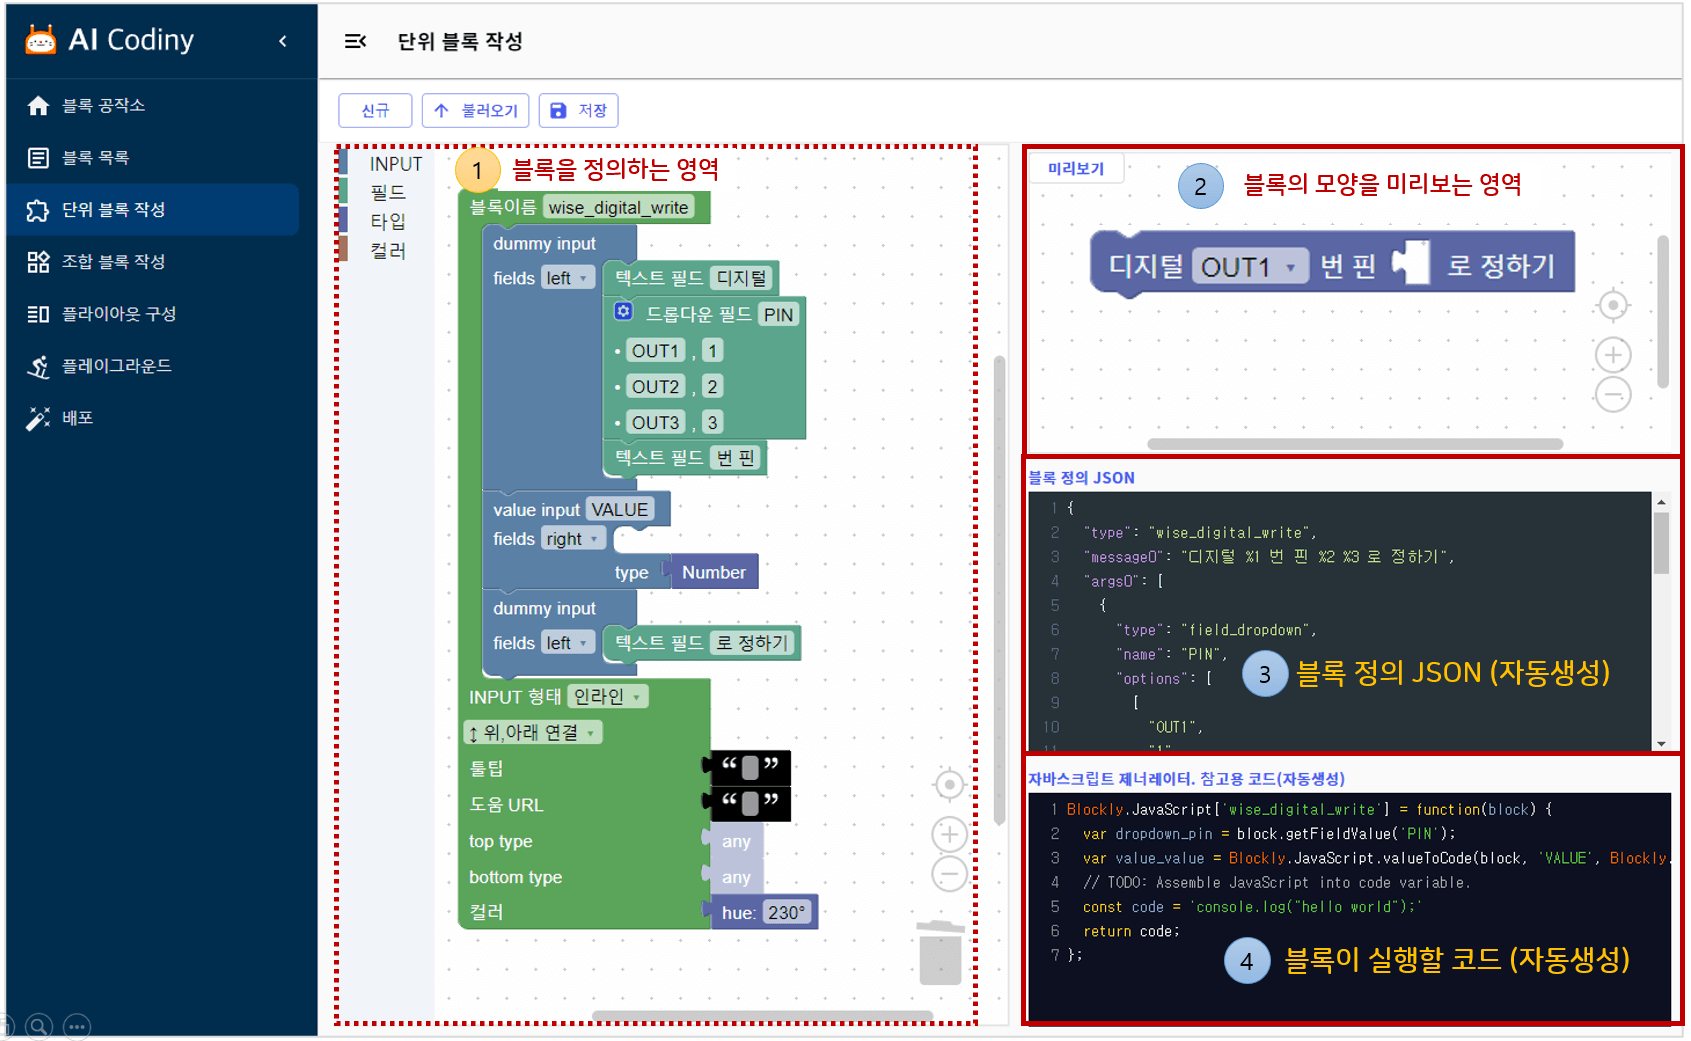 AI Codiny
블록 공작소
블록 목록
단위 블록 작성
조합 블록 작성
플라이아웃 구성
플레이그라운드
배포
단위 블록 작성
신규
불러오기
저장
INPUT
필드
타입
컬러
1 블록을 정의하는 영역
블록이름 wise_digital_write
dummy input
fields left 텍스트 필드 디지털
드롭다운 필드 PIN
• OUT1 , 1
• OUT2 , 2
• OUT3 , 3
텍스트 필드 번 핀
value input VALUE
fields right
type Number
dummy input
fields left 텍스트 필드 로 정하기
INPUT 형태 인라인
↕ 위,아래 연결
툴팁 “ ”
도움 URL “ ”
top type any
bottom type any
컬러 hue: 230°
미리보기
2 블록의 모양을 미리보는 영역
디지털 OUT1 번 핀 로 정하기
블록 정의 JSON
1 {
2 "type": "wise_digital_write",
3 "message0": "디지털 %1 번 핀 %2 %3 로 정하기",
4 "args0": [
5 {
6 "type": "field_dropdown",
7 "name": "PIN",
8 "options": [
9 [
10 "OUT1",
11 "1"
3 블록 정의 JSON (자동생성)
자바스크립트 제너레이터. 참고용 코드(자동생성)
1 Blockly.JavaScript['wise_digital_write'] = function(block) {
2 var dropdown_pin = block.getFieldValue('PIN');
3 var value_value = Blockly.JavaScript.valueToCode(block, 'VALUE', Blockly.
4 // TODO: Assemble JavaScript into code variable.
5 const code = 'console.log("hello world");'
6 return code;
7 };
4 블록이 실행할 코드 (자동생성)